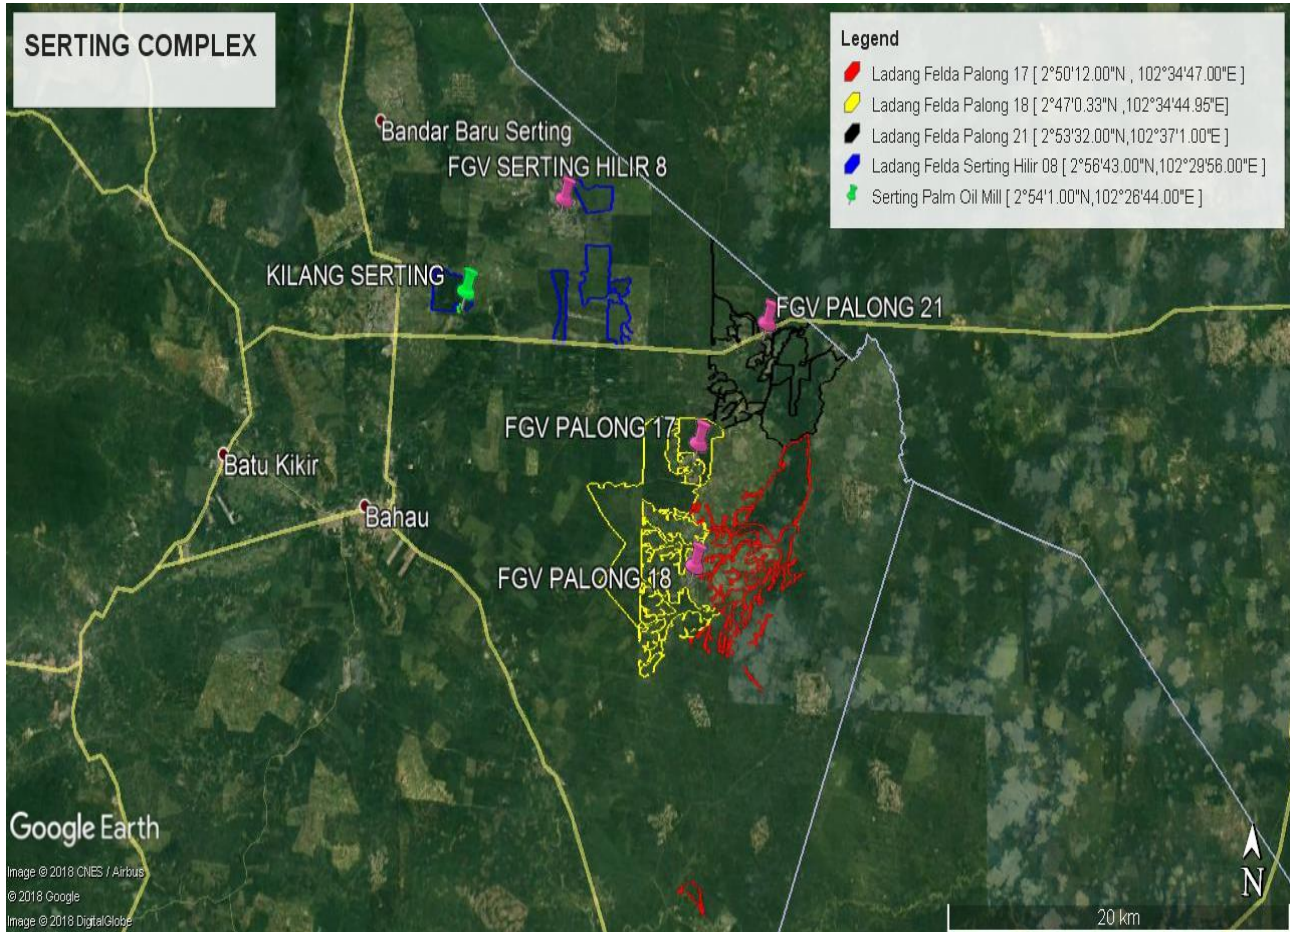 SERTING COMPLEX
Legend
Ladang Felda Palong 17 [ 2°50'12.00"N , 102°34'47.00"E ]
Ladang Felda Palong 18 [ 2°47'0.33"N ,102°34'44.95"E]
Ladang Felda Palong 21 [ 2°53'32.00"N,102°37'1.00"E ]
Ladang Felda Serting Hilir 08 [ 2°56'43.00"N,102°29'56.00"E ]
Serting Palm Oil Mill [ 2°54'1.00"N,102°26'44.00"E ]
Bandar Baru Serting
FGV SERTING HILIR 8
KILANG SERTING
FGV PALONG 21
FGV PALONG 17
Batu Kikir
Bahau
FGV PALONG 18
Google Earth
Image © 2018 CNES / Airbus
© 2018 Google
Image © 2018 DigitalGlobe
N
20 km